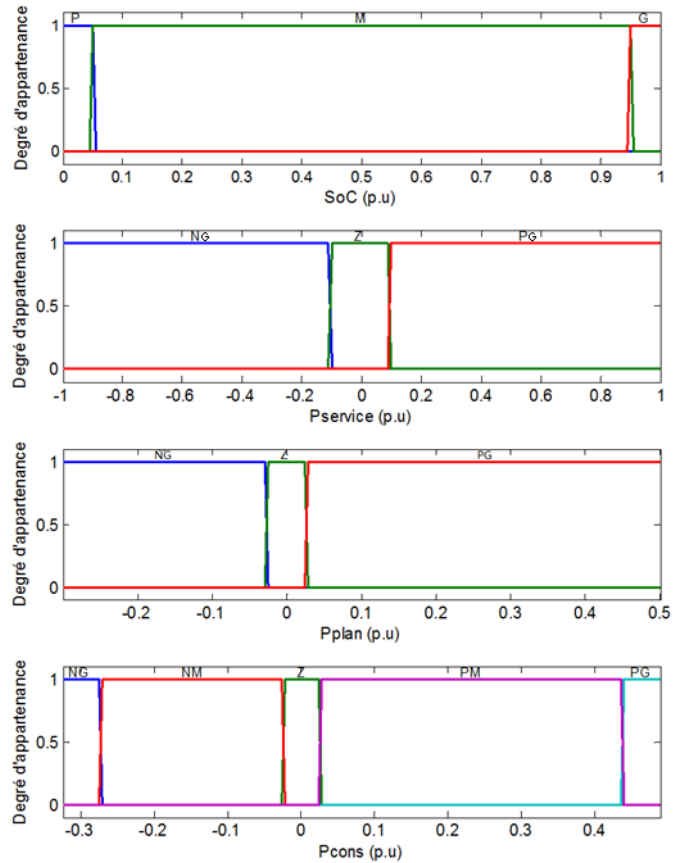 P M G
1
0.5
0
Degré d'appartenance
0 0.1 0.2 0.3 0.4 0.5 0.6 0.7 0.8 0.9 1
SoC (p.u)
NG Z PG
1
0.5
0
Degré d'appartenance
-1 -0.8 -0.6 -0.4 -0.2 0 0.2 0.4 0.6 0.8 1
Pservice (p.u)
NG Z PG
1
0.5
0
Degré d'appartenance
-0.2 -0.1 0 0.1 0.2 0.3 0.4 0.5
Pplan (p.u)
NG NM Z PM PG
1
0.5
0
Degré d'appartenance
-0.3 -0.2 -0.1 0 0.1 0.2 0.3 0.4
Pcons (p.u)